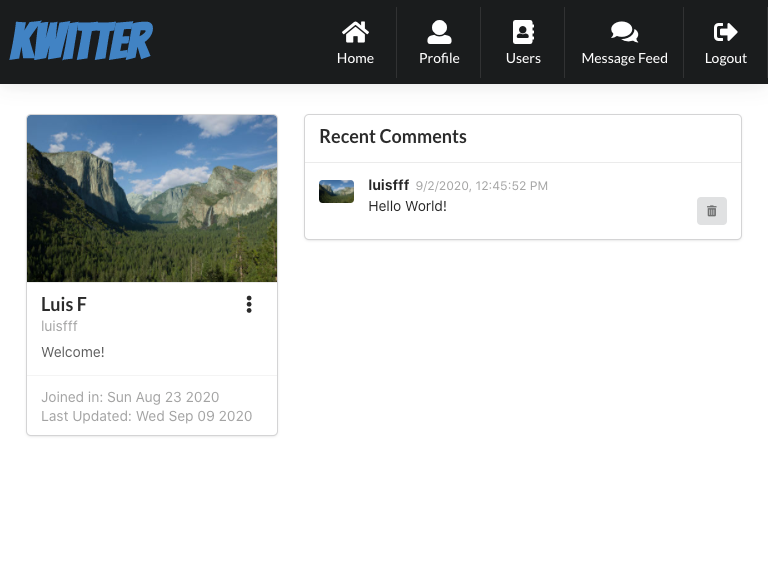 KWITTER
Home
Profile
Users
Message Feed
Logout
Luis F
luisfff
Welcome!
Joined in: Sun Aug 23 2020
Last Updated: Wed Sep 09 2020
Recent Comments
luisfff 9/2/2020, 12:45:52 PM
Hello World!